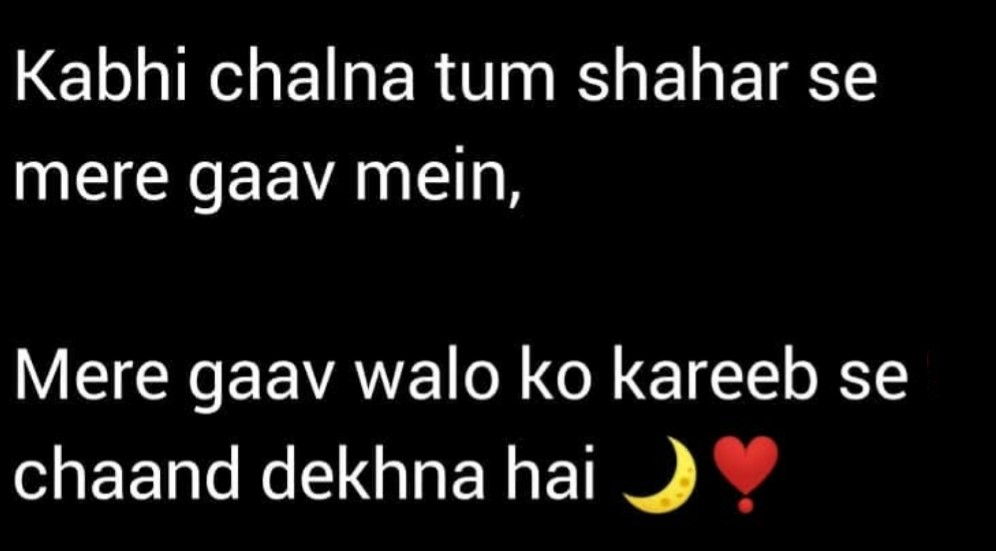 Kabhi chalna tum shahar se
mere gaav mein,
Mere gaav walo ko kareeb se
chaand dekhna hai 🌙❣️